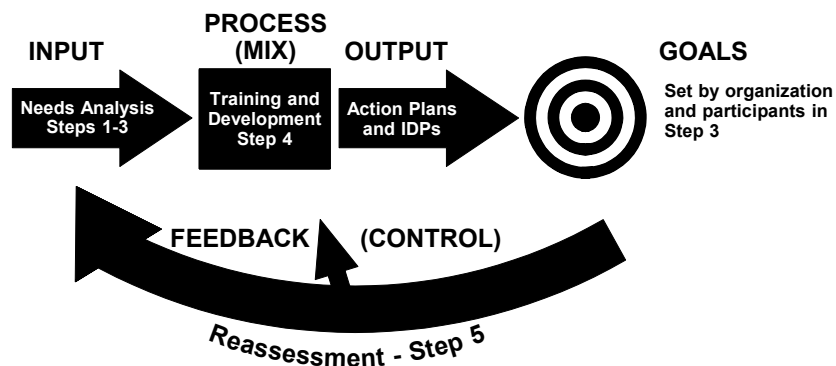 INPUT
PROCESS
(MIX)
OUTPUT
GOALS
Needs Analysis
Steps 1-3
Training and
Development
Step 4
Action Plans
and IDPs
Set by organization
and participants in
Step 3
FEEDBACK (CONTROL)
Reassessment - Step 5